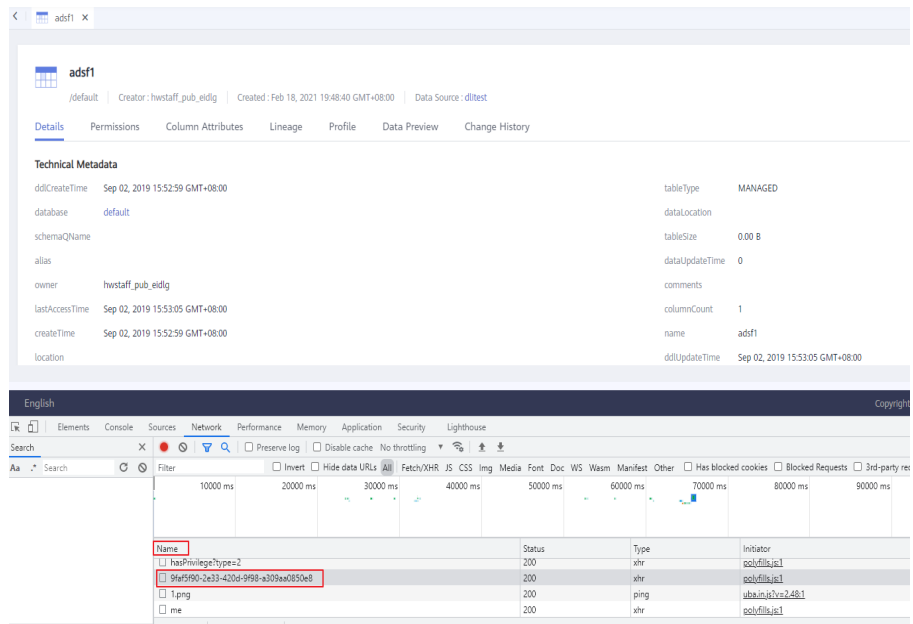 adsf1 X
adsf1
/default Creator : hwstaff_pub_eidlg Created : Feb 18, 2021 19:48:40 GMT+08:00 Data Source : dlitest
Details Permissions Column Attributes Lineage Profile Data Preview Change History
Technical Metadata
ddlCreateTime Sep 02, 2019 15:52:59 GMT+08:00 tableType MANAGED
database default dataLocation
schemaQName tableSize 0.00 B
alias dataUpdateTime 0
owner hwstaff_pub_eidlg comments
lastAccessTime Sep 02, 2019 15:53:05 GMT+08:00 columnCount 1
createTime Sep 02, 2019 15:52:59 GMT+08:00 name adsf1
location ddlUpdateTime Sep 02, 2019 15:53:05 GMT+08:00
English Copyright
Elements Console Sources Network Performance Memory Application Security Lighthouse
Search X Preserve log Disable cache No throttling
Aa .* Search Filter Invert Hide data URLs All Fetch/XHR JS CSS Img Media Font Doc WS Wasm Manifest Other Has blocked cookies Blocked Requests 3rd-party rec
10000 ms 20000 ms 30000 ms 40000 ms 50000 ms 60000 ms 70000 ms 80000 ms 90000 ms
Name Status Type Initiator
hasPrivilege?type=2 200 xhr polyfills.js:1
9faf5f90-2e33-420d-9f98-a309aa0850e8 200 xhr polyfills.js:1
1.png 200 ping uba.in.js?v=2.48:1
me 200 xhr polyfills.js:1